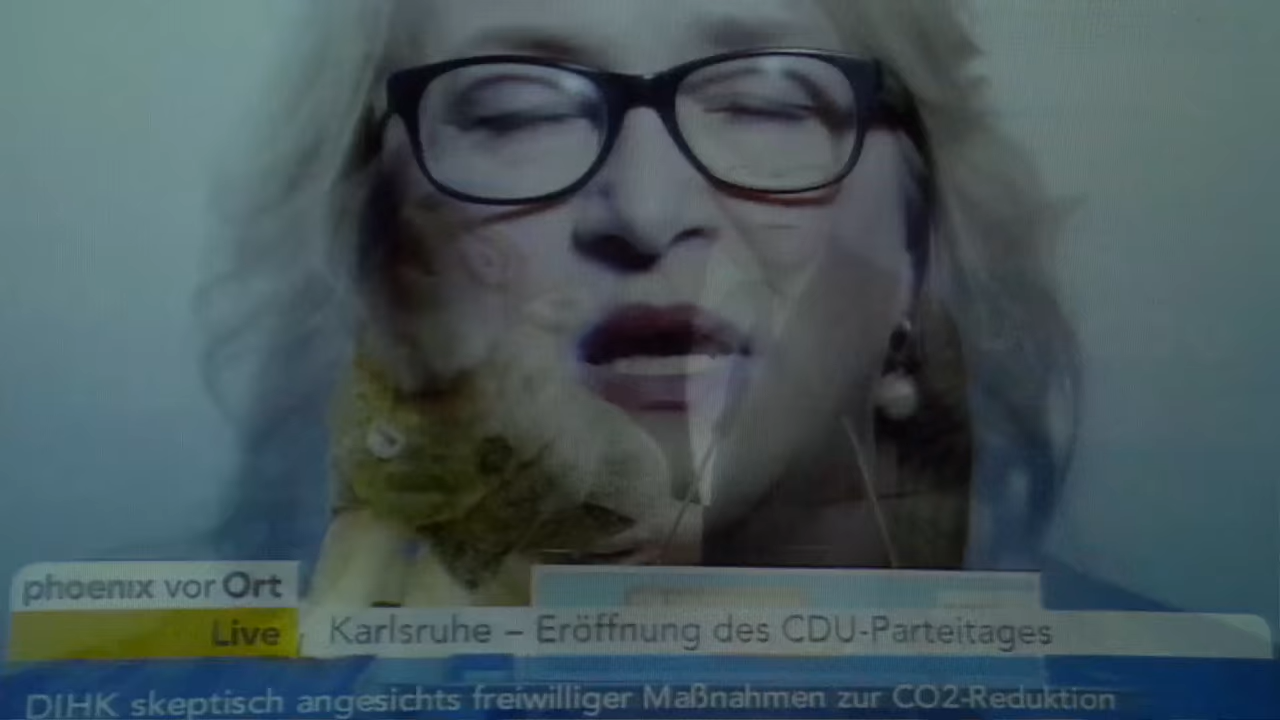 phoenix vor Ort
Live
Karlsruhe – Eröffnung des CDU-Parteitages
DIHK skeptisch angesichts freiwilliger Maßnahmen zur CO2-Reduktion